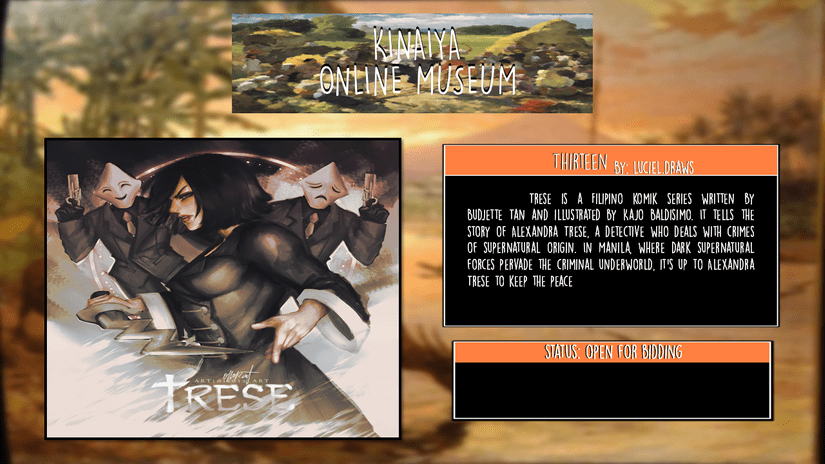 KINAIYA
ONLINE MUSEUM
THIRTEEN BY: LUCIEL.DRAWS
TRESE IS A FILIPINO KOMIK SERIES WRITTEN BY
BUDJETTE TAN AND ILLUSTRATED BY KAJO BALDISIMO. IT TELLS THE
STORY OF ALEXANDRA TRESE, A DETECTIVE WHO DEALS WITH CRIMES
OF SUPERNATURAL ORIGIN. IN MANILA, WHERE DARK SUPERNATURAL
FORCES PERVADE THE CRIMINAL UNDERWORLD, IT'S UP TO ALEXANDRA
TRESE TO KEEP THE PEACE
STATUS: OPEN FOR BIDDING
TRESE